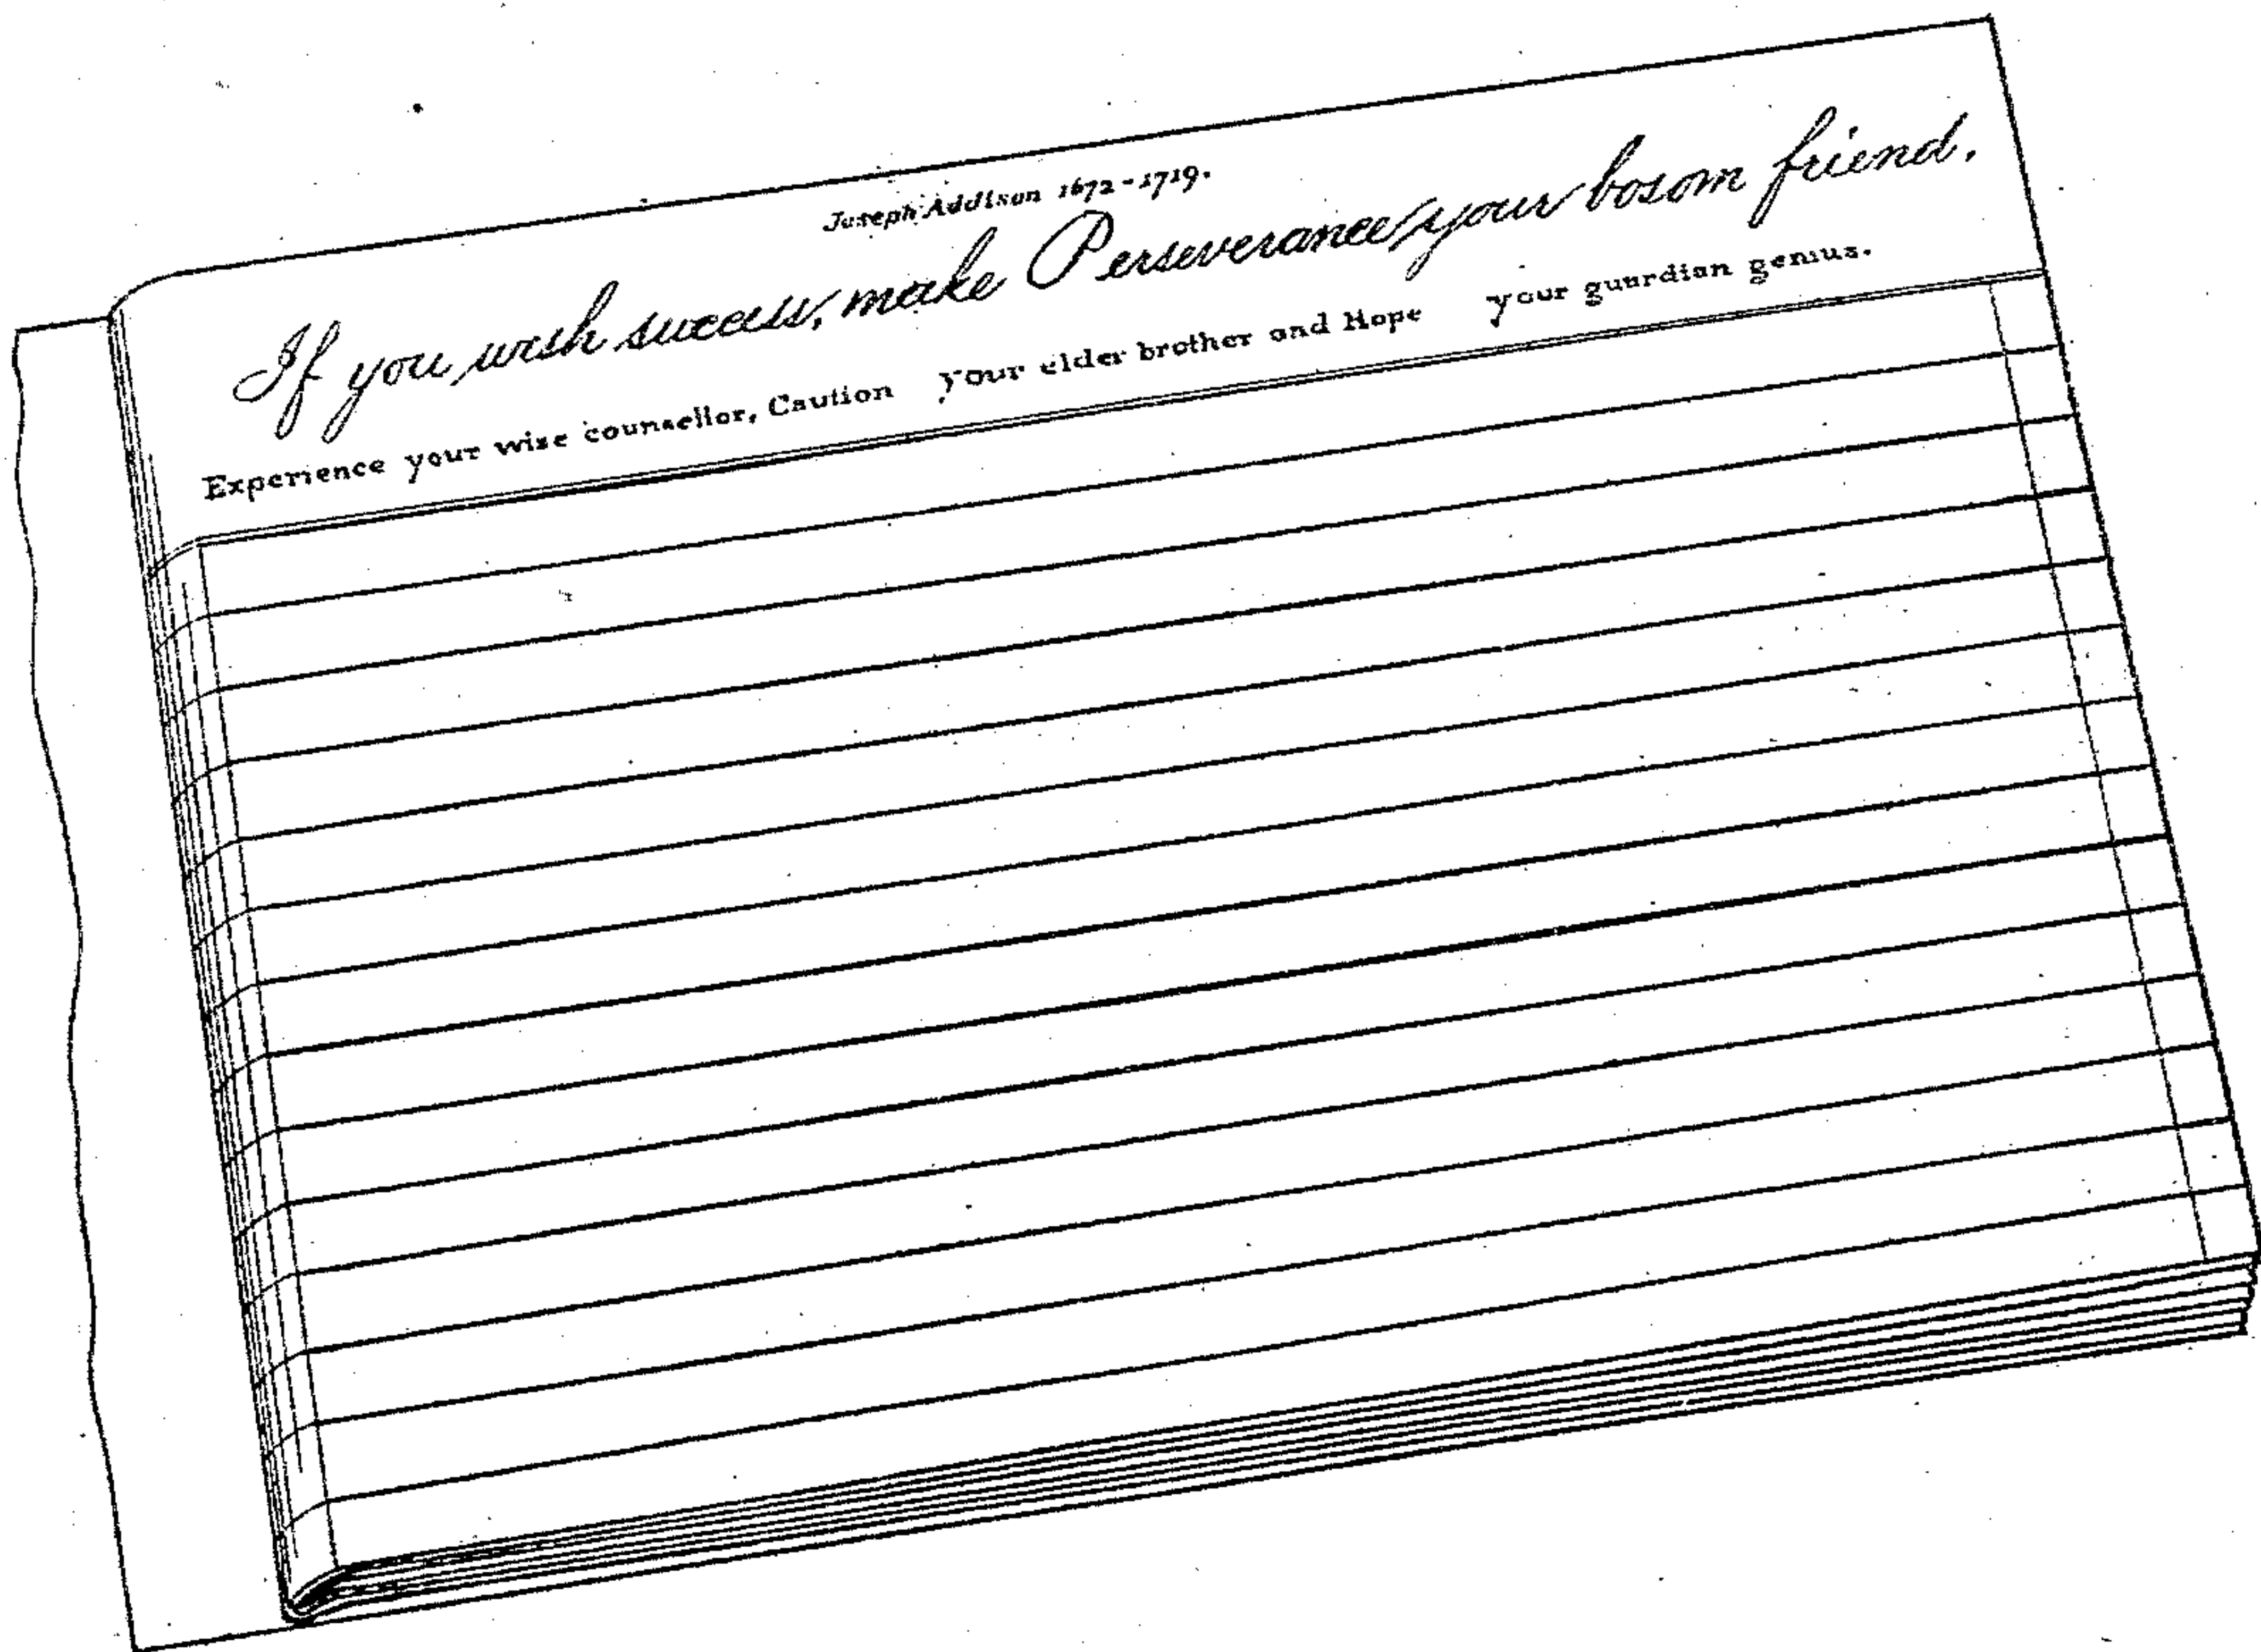 Joseph Addison 1672-1719.
If you wish success, make Perseverance your bosom friend.
Experience your wise counsellor, Caution your elder brother and Hope your guardian genius.